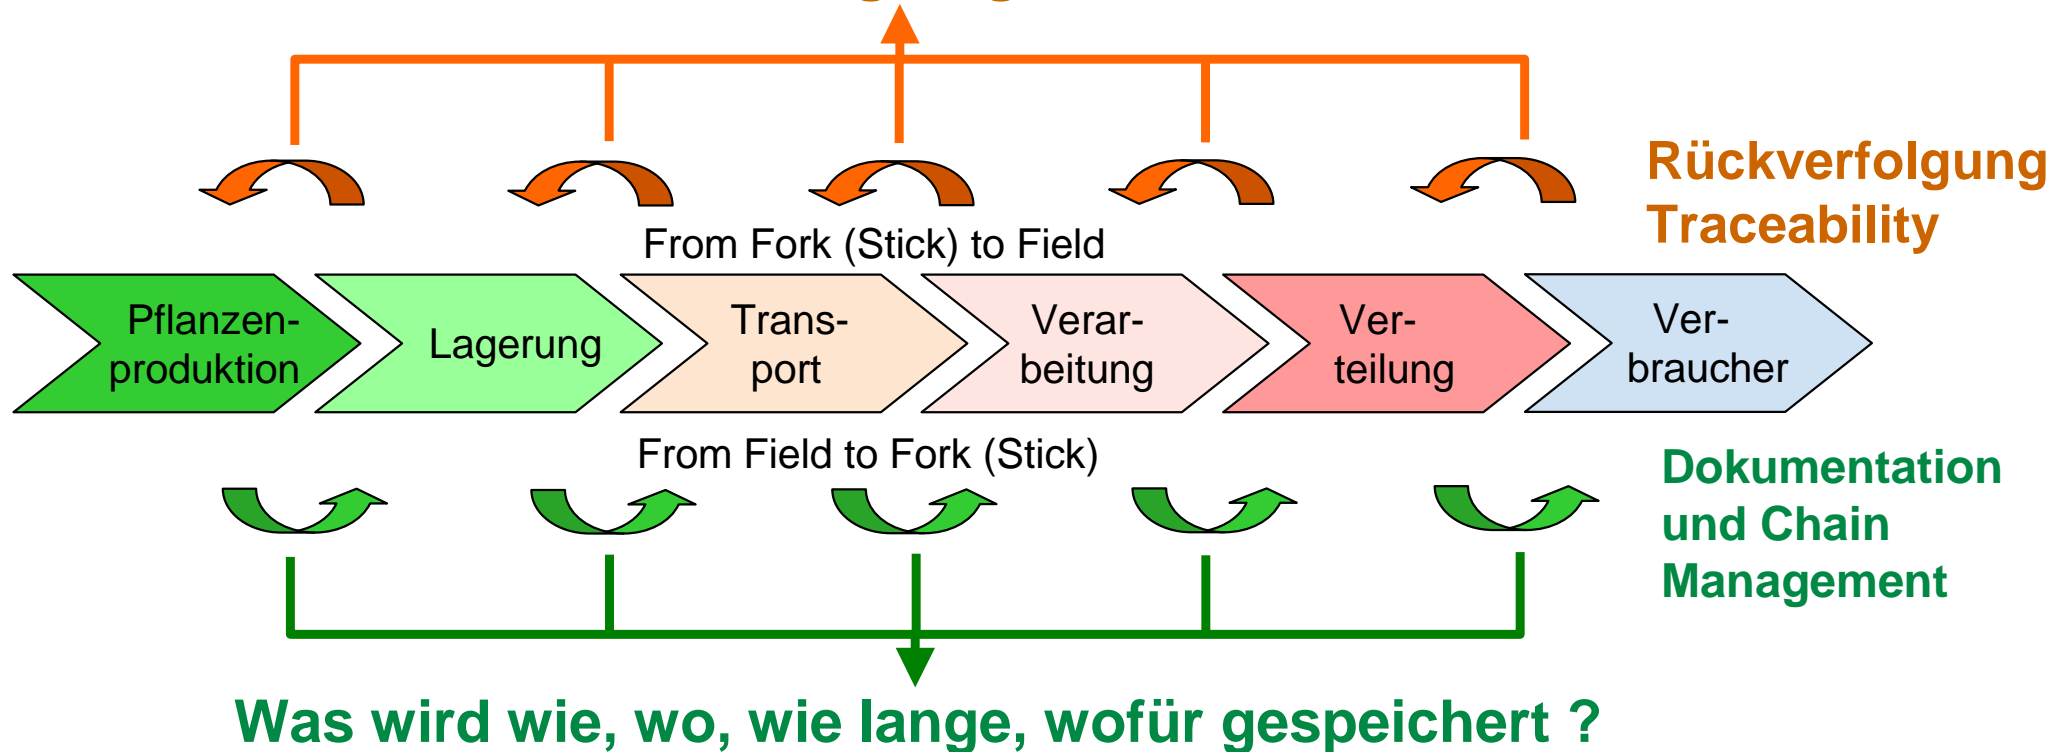 Rückverfolgung
Traceability
From Fork (Stick) to Field
Pflanzen-
produktion
Lagerung
Trans-
port
Verar-
beitung
Ver-
teilung
Ver-
braucher
From Field to Fork (Stick)
Dokumentation
und Chain
Management
Was wird wie, wo, wie lange, wofür gespeichert ?